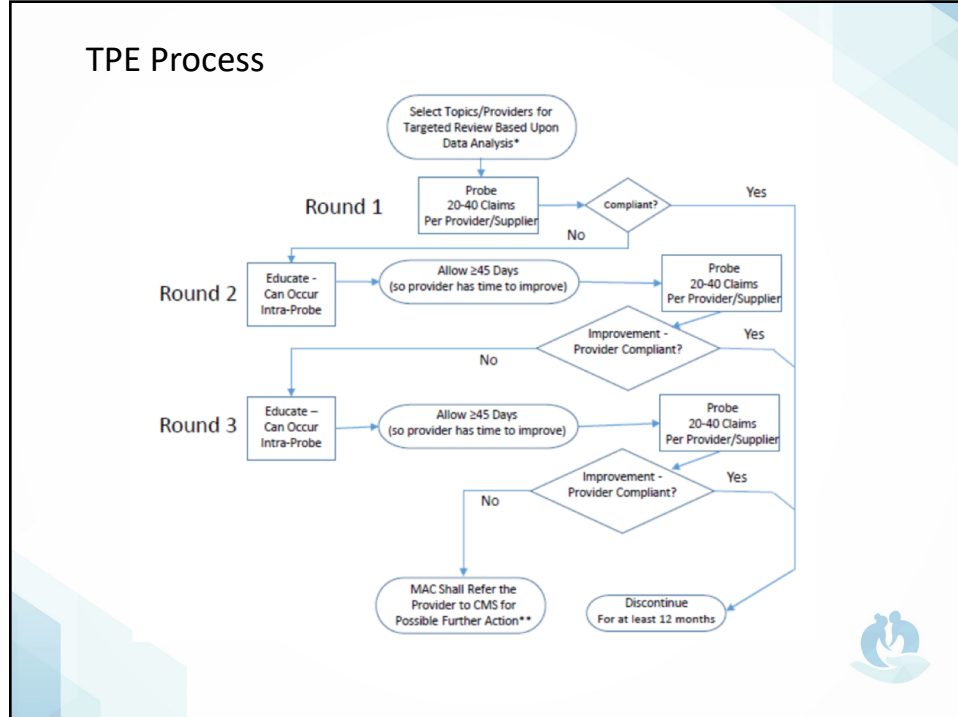 TPE Process
Select Topics/Providers for
Targeted Review Based Upon
Data Analysis*
Round 1
Probe
20-40 Claims
Per Provider/Supplier
Compliant?
Yes
No
Round 2
Educate -
Can Occur
Intra-Probe
Allow ≥45 Days
(so provider has time to improve)
Probe
20-40 Claims
Per Provider/Supplier
Improvement -
Provider Compliant?
Yes
No
Round 3
Educate –
Can Occur
Intra-Probe
Allow ≥45 Days
(so provider has time to improve)
Probe
20-40 Claims
Per Provider/Supplier
Improvement -
Provider Compliant?
Yes
No
MAC Shall Refer the
Provider to CMS for
Possible Further Action**
Discontinue
For at least 12 months